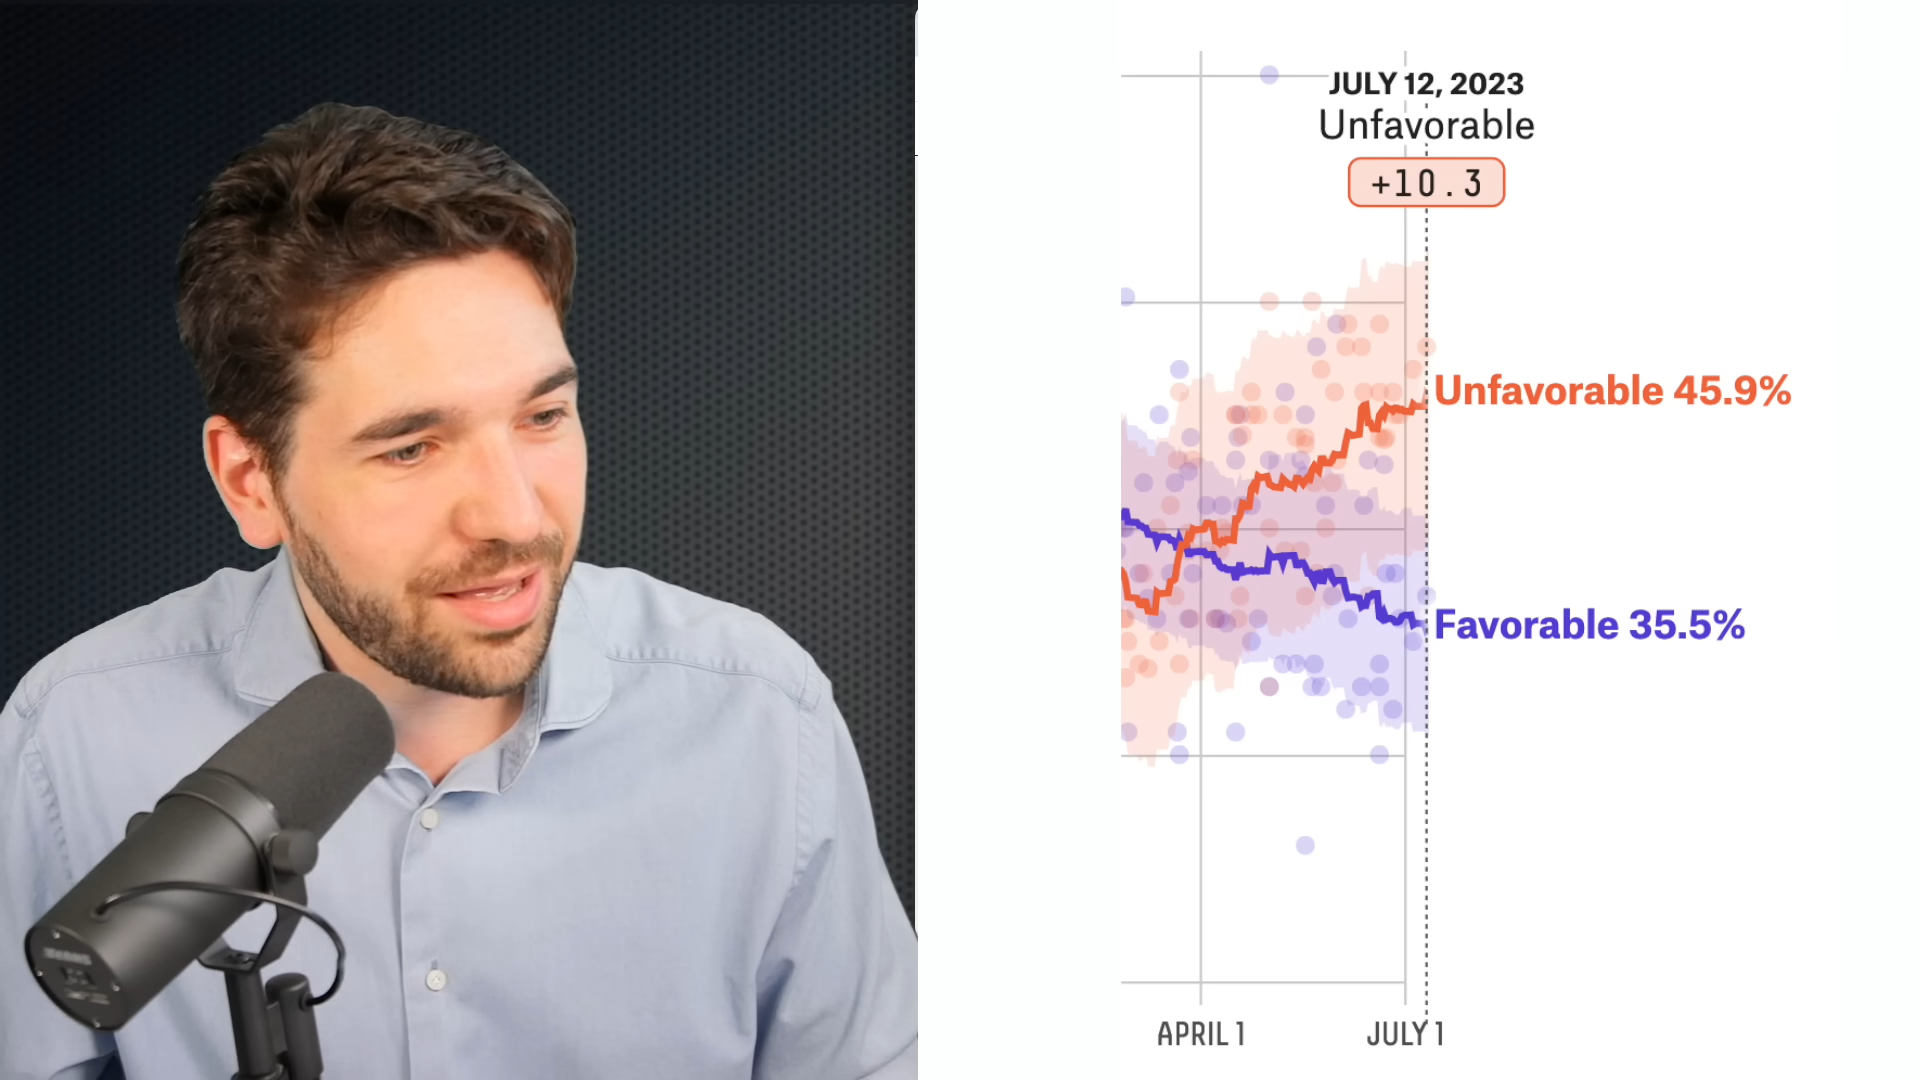 JULY 12, 2023
Unfavorable
+10.3
Unfavorable 45.9%
Favorable 35.5%
APRIL 1
JULY 1